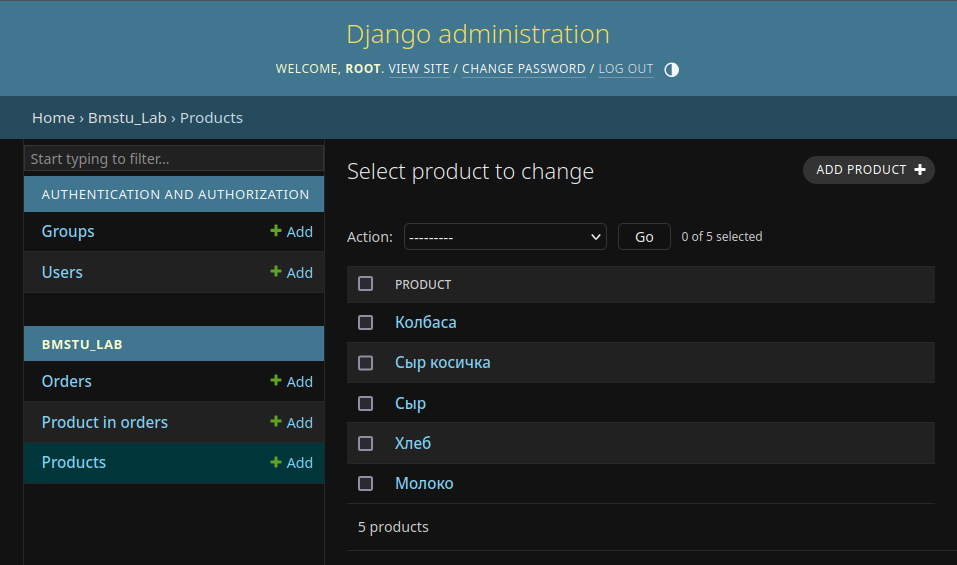 Django administration
WELCOME, ROOT. VIEW SITE / CHANGE PASSWORD / LOG OUT
Home › Bmstu_Lab › Products
Start typing to filter...
AUTHENTICATION AND AUTHORIZATION
Groups + Add
Users + Add
BMSTU_LAB
Orders + Add
Product in orders + Add
Products + Add
Select product to change
ADD PRODUCT +
Action: --------- Go 0 of 5 selected
PRODUCT
Колбаса
Сыр косичка
Сыр
Хлеб
Молоко
5 products